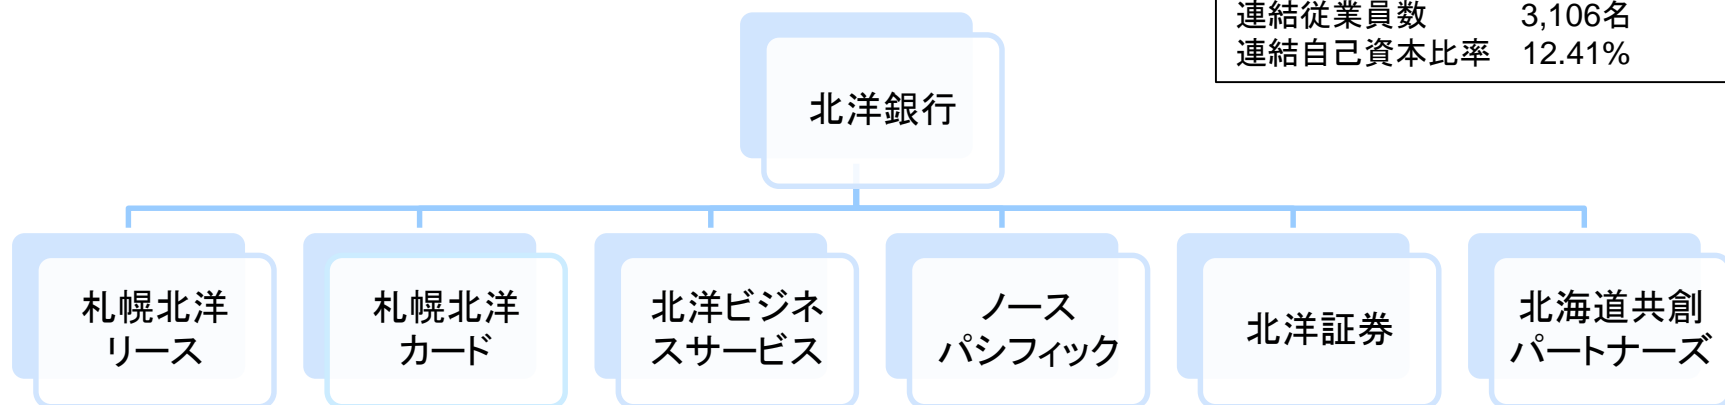 連結従業員数 3,106名
連結自己資本比率 12.41%
北洋銀行
札幌北洋
リース
札幌北洋
カード
北洋ビジネ
スサービス
ノース
パシフィック
北洋証券
北海道共創
パートナーズ